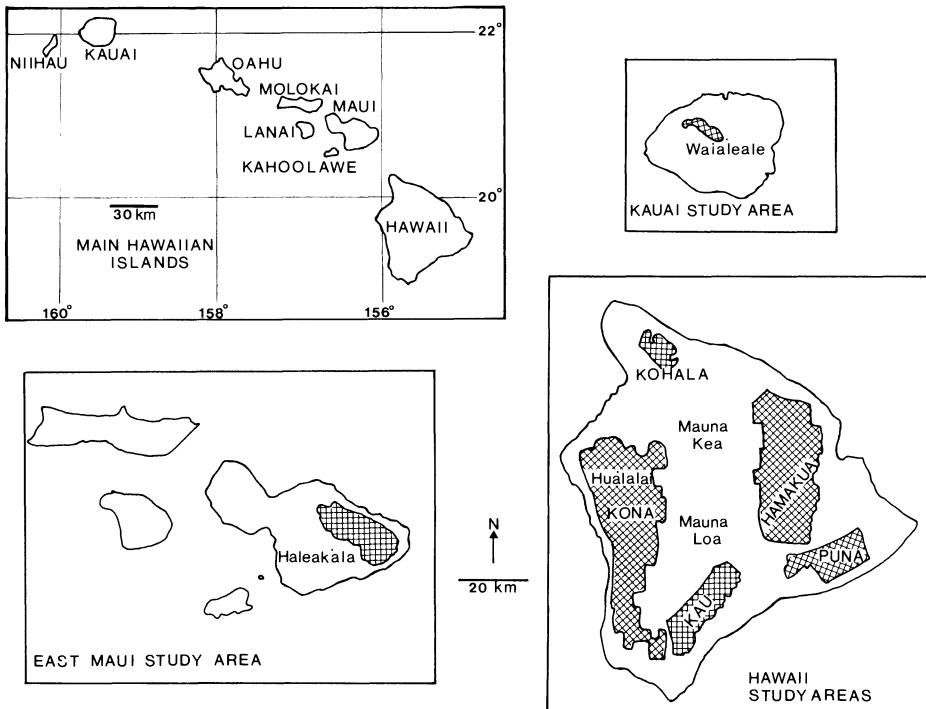 22°
NIIHAU
KAUAI
OAHU
MOLOKAI
MAUI
LANAI
KAHOOLAWE
20°
30 km
HAWAII
MAIN HAWAIIAN
ISLANDS
160°
158°
156°
Waialeale
KAUAI STUDY AREA
Haleakala
EAST MAUI STUDY AREA
N
20 km
KOHALA
Mauna
Kea
Hualalai
KONA
HAMAKUA
Mauna
Loa
PUNA
KAU
HAWAII
STUDY AREAS